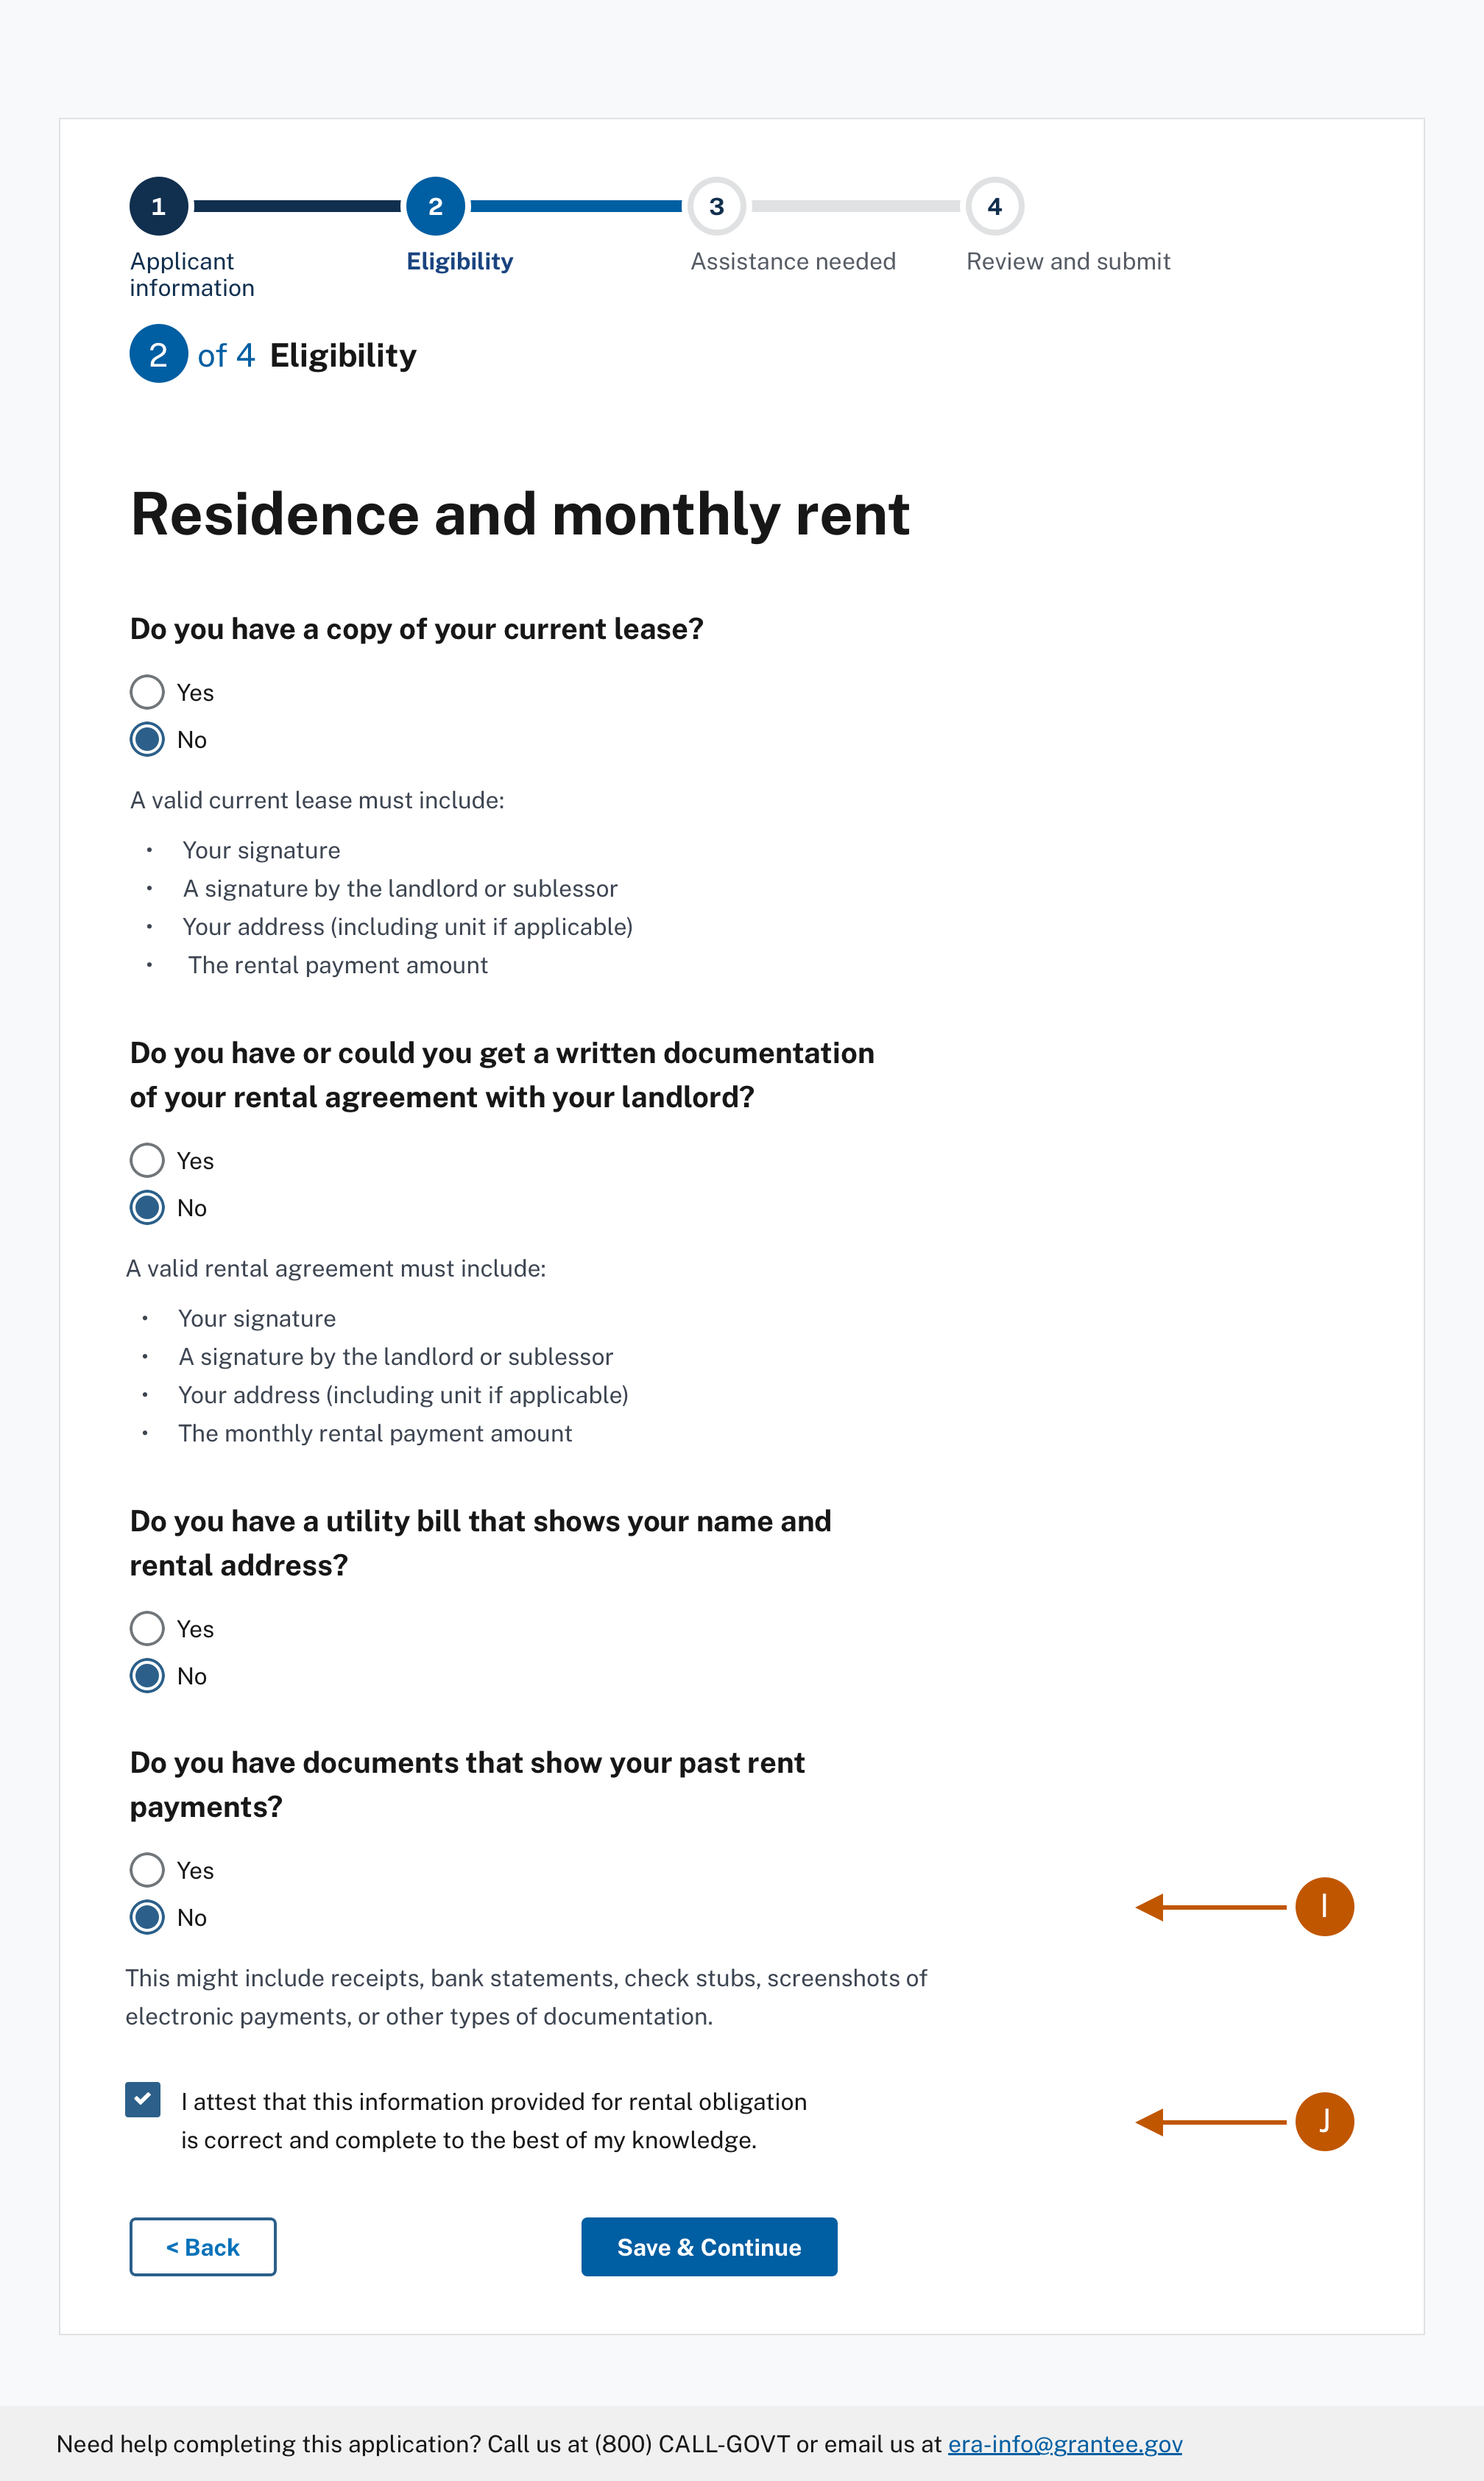 1
2
3
4
Applicant
information
Eligibility
Assistance needed
Review and submit
2 of 4 Eligibility
Residence and monthly rent
Do you have a copy of your current lease?
Yes
No
A valid current lease must include:
• Your signature
• A signature by the landlord or sublessor
• Your address (including unit if applicable)
• The rental payment amount
Do you have or could you get a written documentation
of your rental agreement with your landlord?
Yes
No
A valid rental agreement must include:
• Your signature
• A signature by the landlord or sublessor
• Your address (including unit if applicable)
• The monthly rental payment amount
Do you have a utility bill that shows your name and
rental address?
Yes
No
Do you have documents that show your past rent
payments?
Yes
No
I
This might include receipts, bank statements, check stubs, screenshots of
electronic payments, or other types of documentation.
I attest that this information provided for rental obligation
is correct and complete to the best of my knowledge.
J
< Back
Save & Continue
Need help completing this application? Call us at (800) CALL-GOVT or email us at era-info@grantee.gov